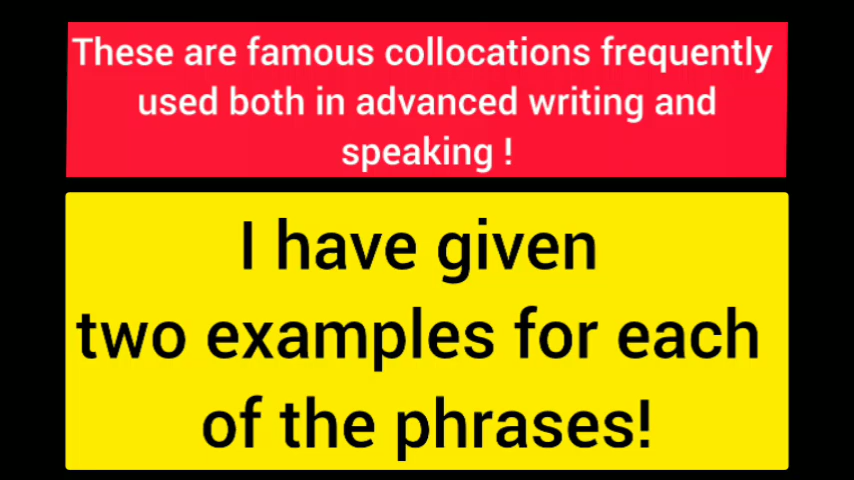 These are famous collocations frequently
used both in advanced writing and
speaking !
I have given
two examples for each
of the phrases!